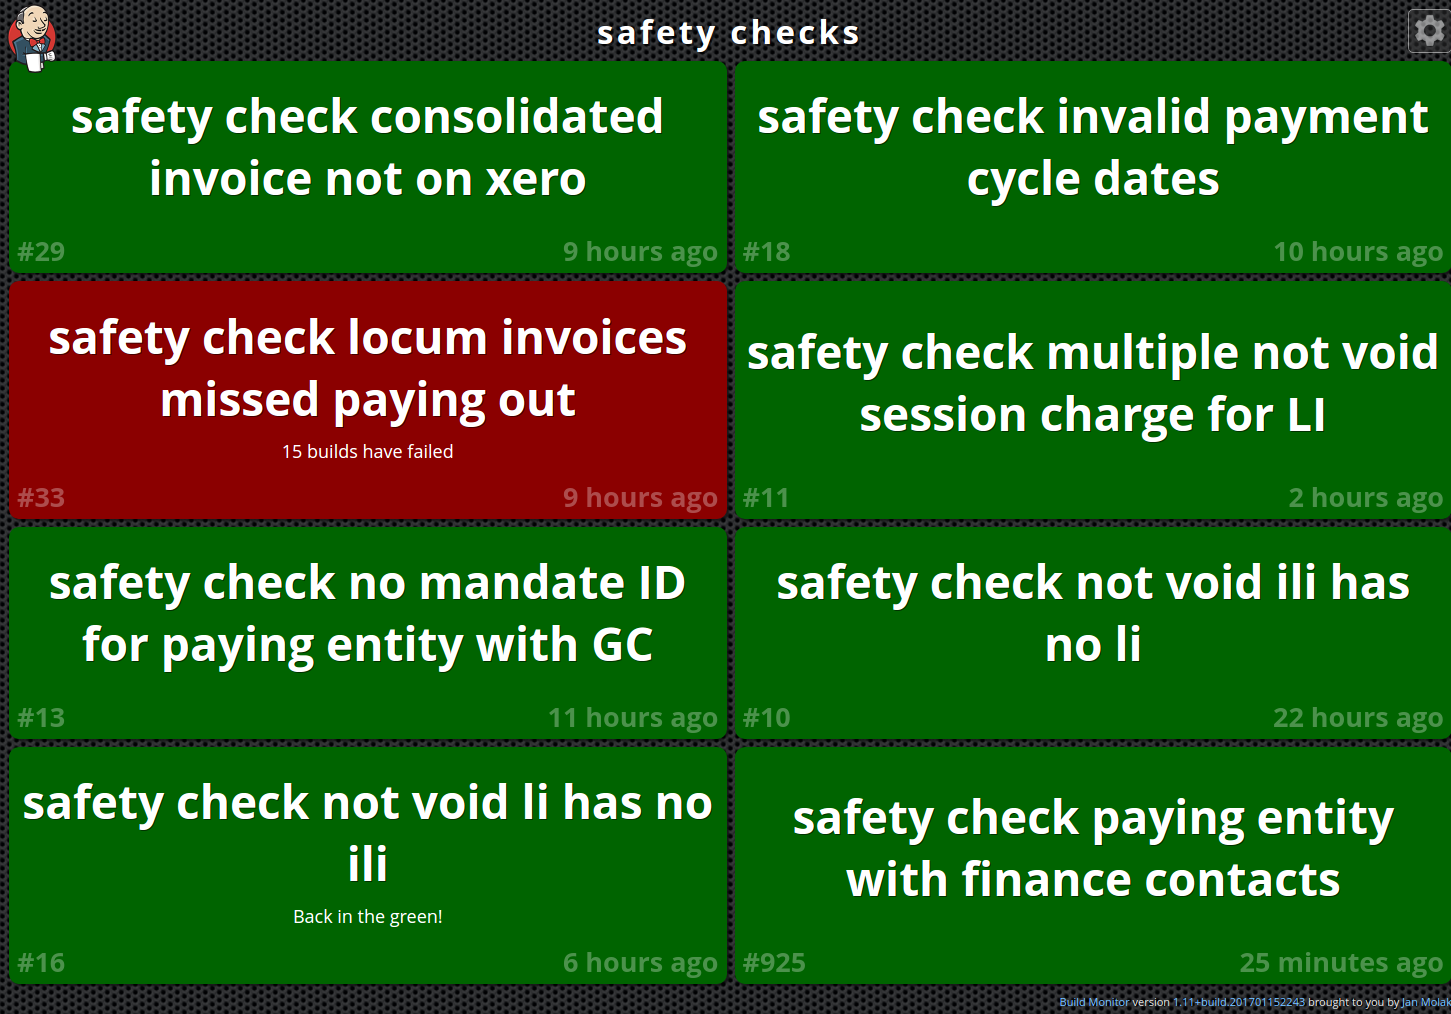 safety checks
safety check consolidated
invoice not on xero
#29 9 hours ago
safety check invalid payment
cycle dates
#18 10 hours ago
safety check locum invoices
missed paying out
15 builds have failed
#33 9 hours ago
safety check multiple not void
session charge for LI
#11 2 hours ago
safety check no mandate ID
for paying entity with GC
#13 11 hours ago
safety check not void ili has
no li
#10 22 hours ago
safety check not void li has no
ili
Back in the green!
#16 6 hours ago
safety check paying entity
with finance contacts
#925 25 minutes ago
Build Monitor version 1.11+build.201701152243 brought to you by Jan Molak